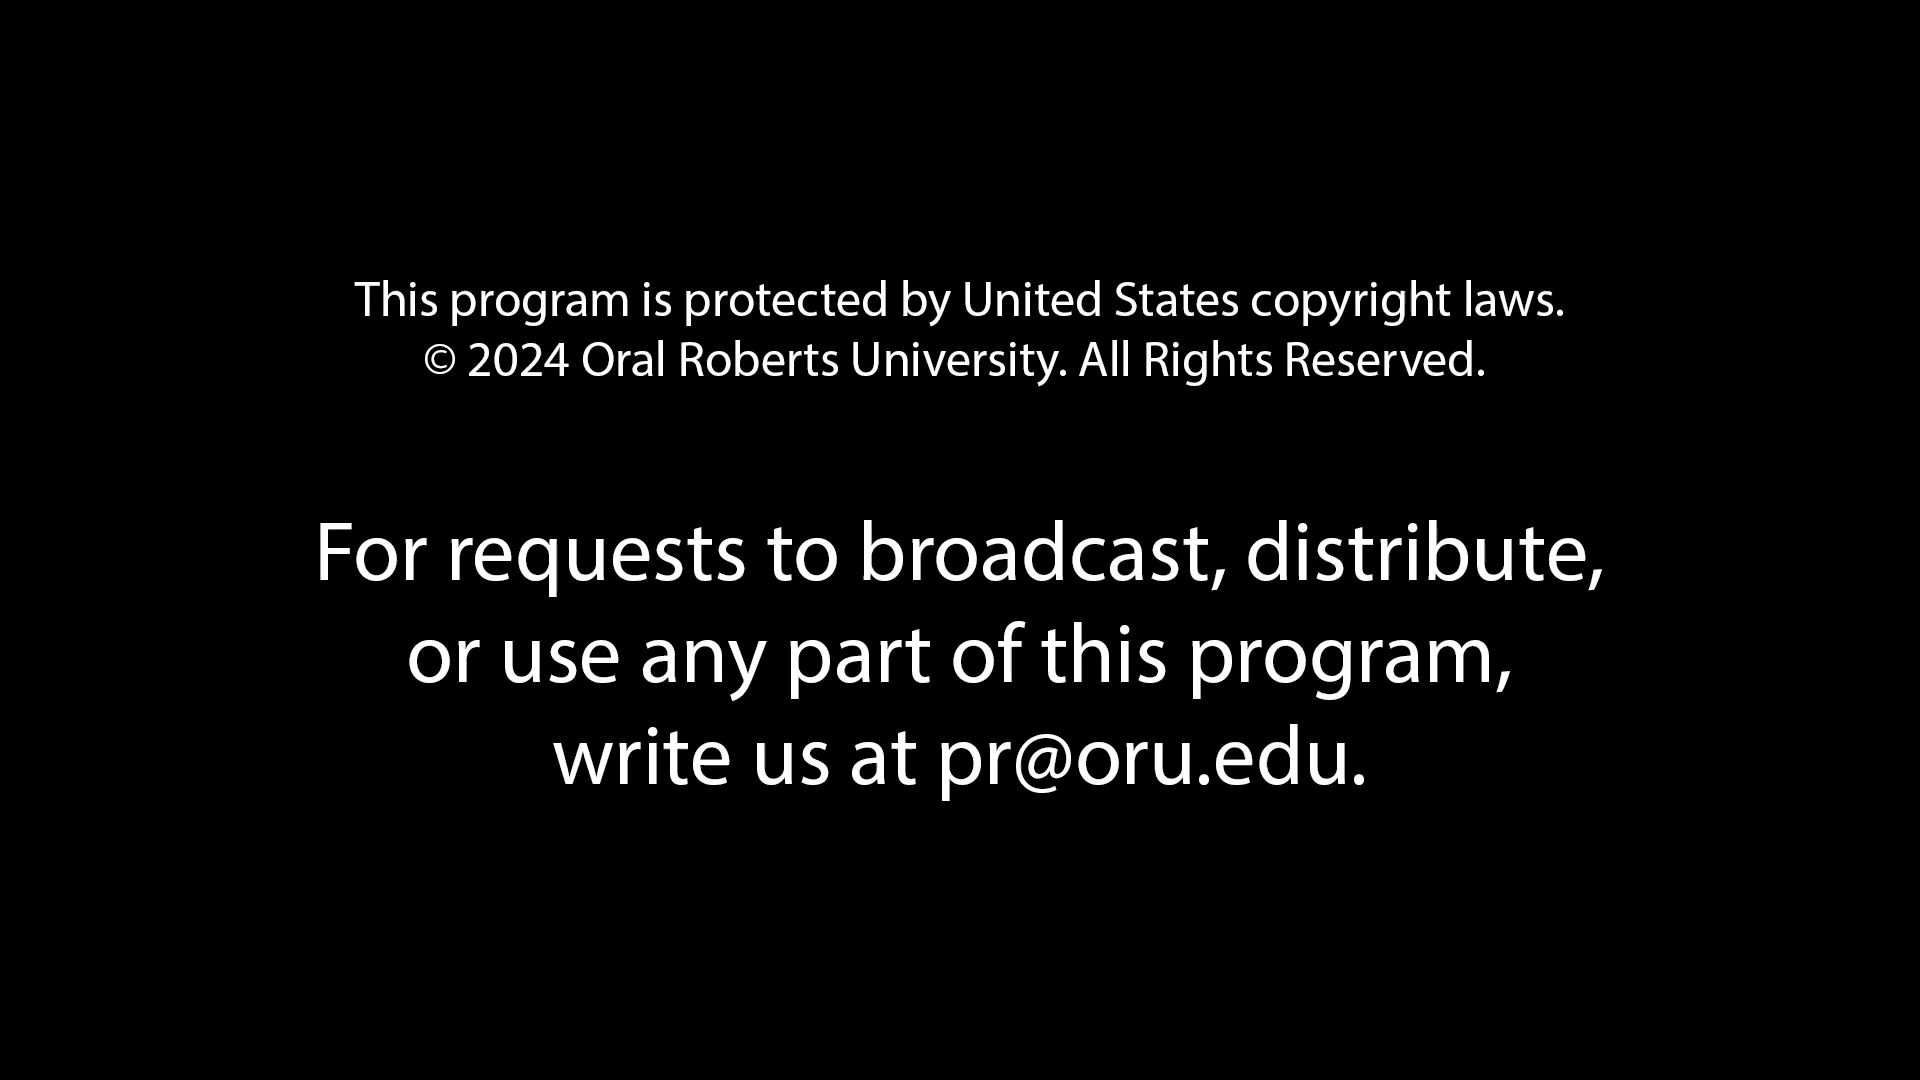 This program is protected by United States copyright laws.
© 2024 Oral Roberts University. All Rights Reserved.
For requests to broadcast, distribute,
or use any part of this program,
write us at pr@oru.edu.